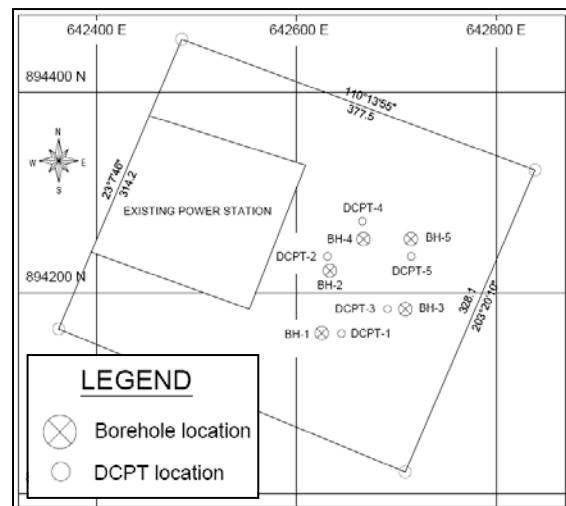 642400 E
642600 E
642800 E
894400 N
110°13'55"
377.5
N
W
E
S
23°7'46"
314.2
EXISTING POWER STATION
DCPT-4
BH-4
BH-5
DCPT-2
BH-2
DCPT-5
894200 N
DCPT-3
BH-3
328.1
203°20'10"
BH-1
DCPT-1
LEGEND
Borehole location
DCPT location